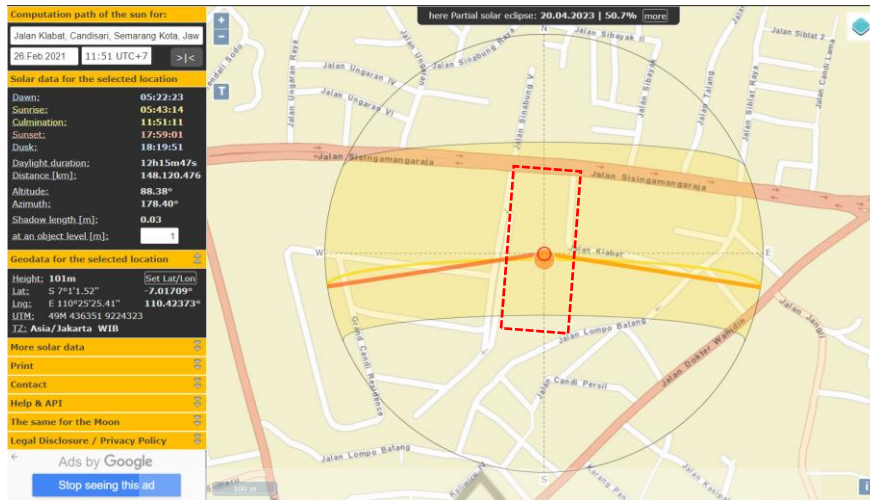 Computation path of the sun for:
Jalan Klabat, Candisari, Semarang Kota, Jaw
26.Feb.2021
11:51 UTC+7
>|<
Solar data for the selected location
Dawn: 05:22:23
Sunrise: 05:43:14
Culmination: 11:51:11
Sunset: 17:59:01
Dusk: 18:19:51
Daylight duration: 12h15m47s
Distance [km]: 148.120.476
Altitude: 88.38°
Azimuth: 178.40°
Shadow length [m]: 0.03
at an object level [m]: 1
Geodata for the selected location
Height: 101m Set Lat/Lon
Lat: S 7°1'1.52" -7.01709°
Lng: E 110°25'25.41" 110.42373°
UTM: 49M 436351 9224323
TZ: Asia/Jakarta WIB
More solar data
Print
Contact
Help & API
The same for the Moon
Legal Disclosure / Privacy Policy
Ads by Google
Stop seeing this ad
+
−
T
here Partial solar eclipse: 20.04.2023 | 50.7% more
N
Jalan Sinabung Raya
Jalan Ungaran Raya
Jalan Sibayak II
Jalan Siblat 2
Jalan Candi Lama
Jalan Ungaran IV
Jalan Ungaran VI
Jalan Sinabung V
Jalan Sibayak
Jalan Talang
Jalan Siblat Raya
Jalan Sisingamangaraja
Jalan Sisingamangaraja
W
Jalan Klabat
E
Grand Candi Residence
Jalan Lompo Balang
Jalan Dokter Wahidin
Jalan Jangli
Jalan Candi Persil
Jalan Lompo Balang
S
100 m
i